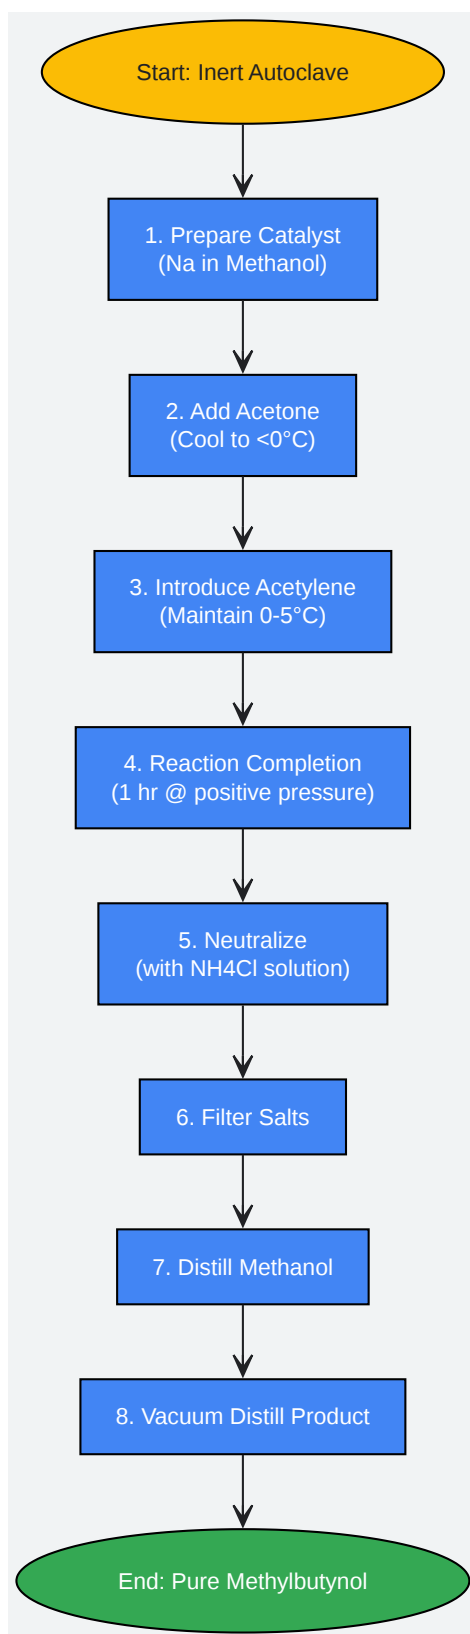 Start: Inert Autoclave
1. Prepare Catalyst
(Na in Methanol)
2. Add Acetone
(Cool to <0°C)
3. Introduce Acetylene
(Maintain 0-5°C)
4. Reaction Completion
(1 hr @ positive pressure)
5. Neutralize
(with NH4Cl solution)
6. Filter Salts
7. Distill Methanol
8. Vacuum Distill Product
End: Pure Methylbutynol